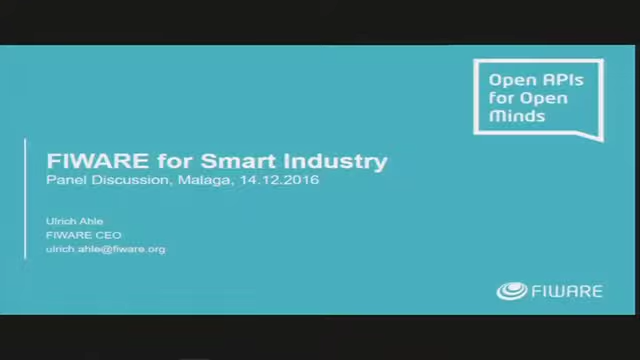 Open APIs
for Open
Minds
FIWARE for Smart Industry
Panel Discussion, Malaga, 14.12.2016
Ulrich Ahle
FIWARE CEO
ulrich.ahle@fiware.org
FIWARE